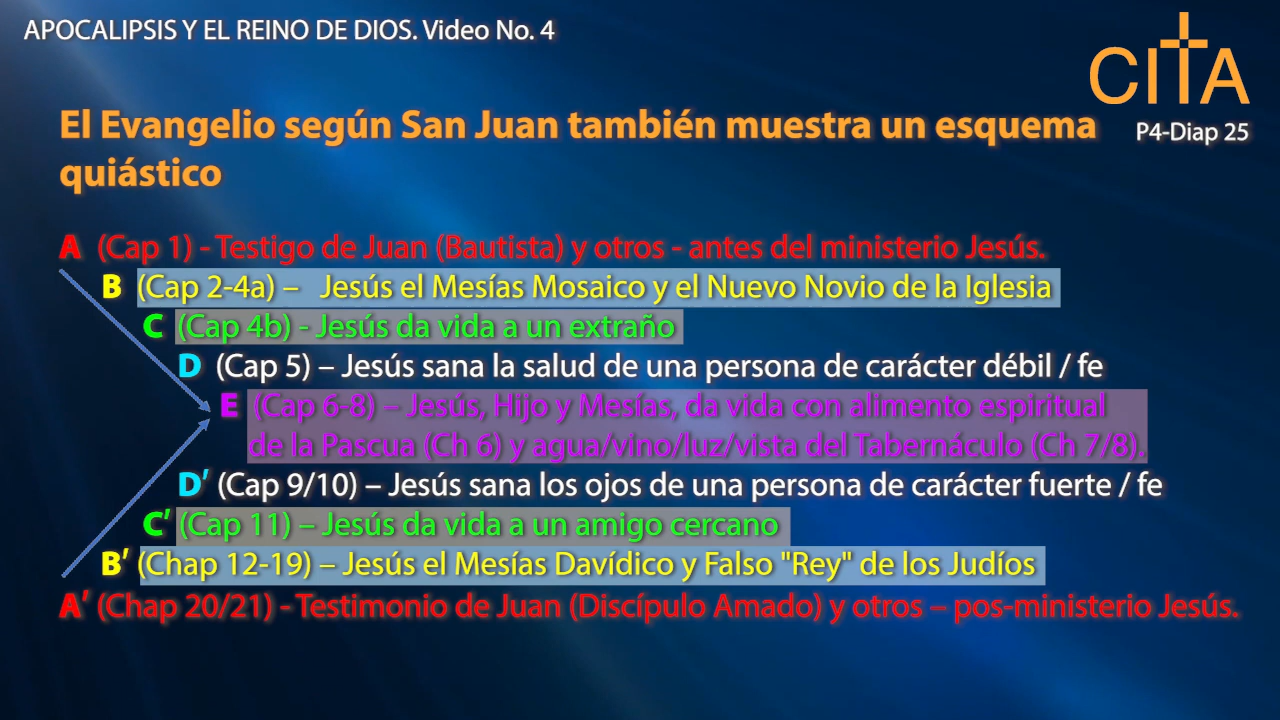 APOCALIPSIS Y EL REINO DE DIOS. Video No. 4
CITA
P4-Diap 25
El Evangelio según San Juan también muestra un esquema
quiástico
A (Cap 1) - Testigo de Juan (Bautista) y otros - antes del ministerio Jesús.
B (Cap 2-4a) – Jesús el Mesías Mosaico y el Nuevo Novio de la Iglesia
C (Cap 4b) - Jesús da vida a un extraño
D (Cap 5) – Jesús sana la salud de una persona de carácter débil / fe
E (Cap 6-8) – Jesús, Hijo y Mesías, da vida con alimento espiritual
de la Pascua (Ch 6) y agua/vino/luz/vista del Tabernáculo (Ch 7/8).
D′ (Cap 9/10) – Jesús sana los ojos de una persona de carácter fuerte / fe
C′ (Cap 11) – Jesús da vida a un amigo cercano
B′ (Chap 12-19) – Jesús el Mesías Davídico y Falso "Rey" de los Judíos
A′ (Chap 20/21) - Testimonio de Juan (Discípulo Amado) y otros – pos-ministerio Jesús.